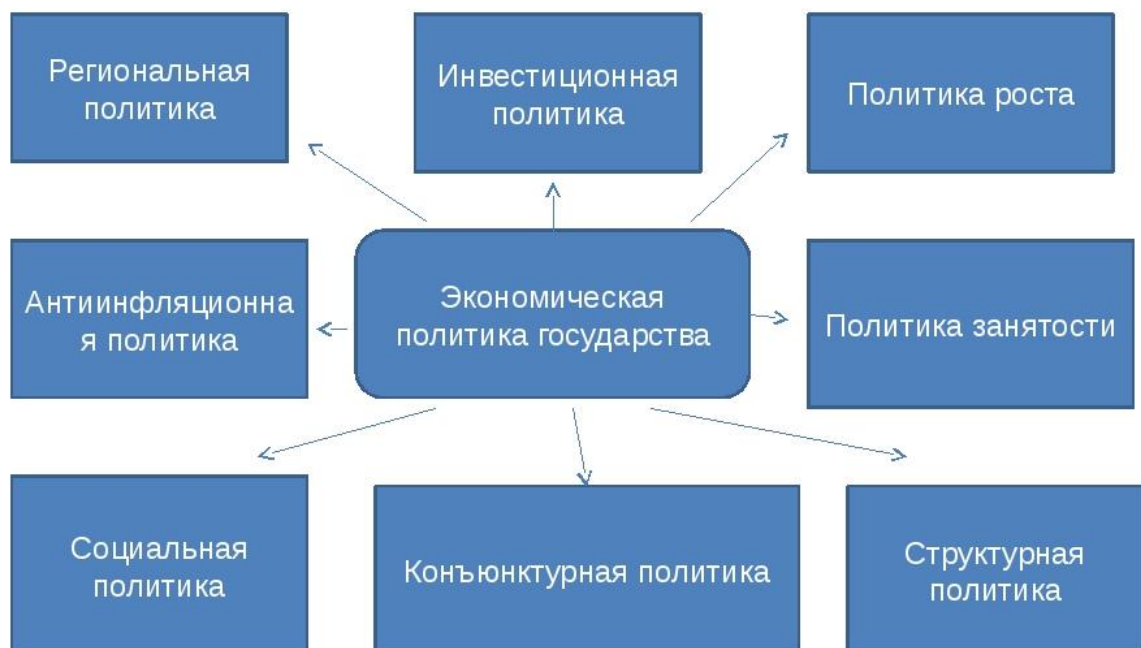 Региональная
политика
Инвестиционная
политика
Политика роста
Антиинфляционна
я политика
Экономическая
политика государства
Политика занятости
Социальная
политика
Конъюнктурная политика
Структурная
политика